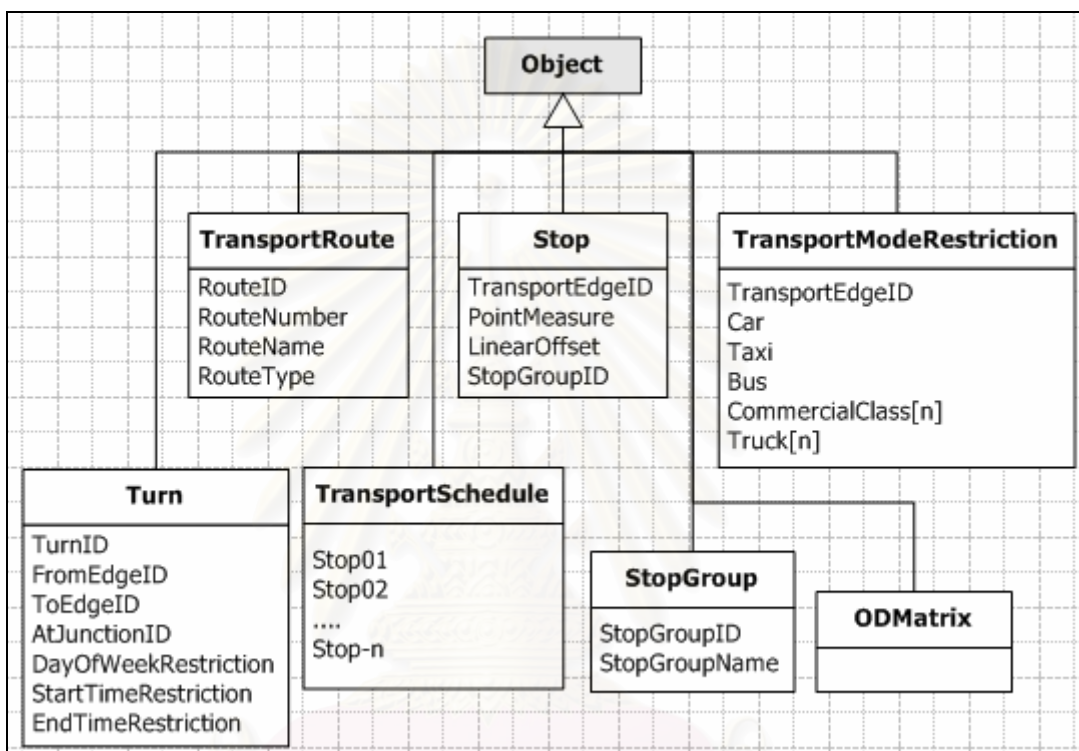 Object
TransportRoute
RouteID
RouteNumber
RouteName
RouteType
Stop
TransportEdgeID
PointMeasure
LinearOffset
StopGroupID
TransportModeRestriction
TransportEdgeID
Car
Taxi
Bus
CommercialClass[n]
Truck[n]
Turn
TurnID
FromEdgeID
ToEdgeID
AtJunctionID
DayOfWeekRestriction
StartTimeRestriction
EndTimeRestriction
TransportSchedule
Stop01
Stop02
....
Stop-n
StopGroup
StopGroupID
StopGroupName
ODMatrix